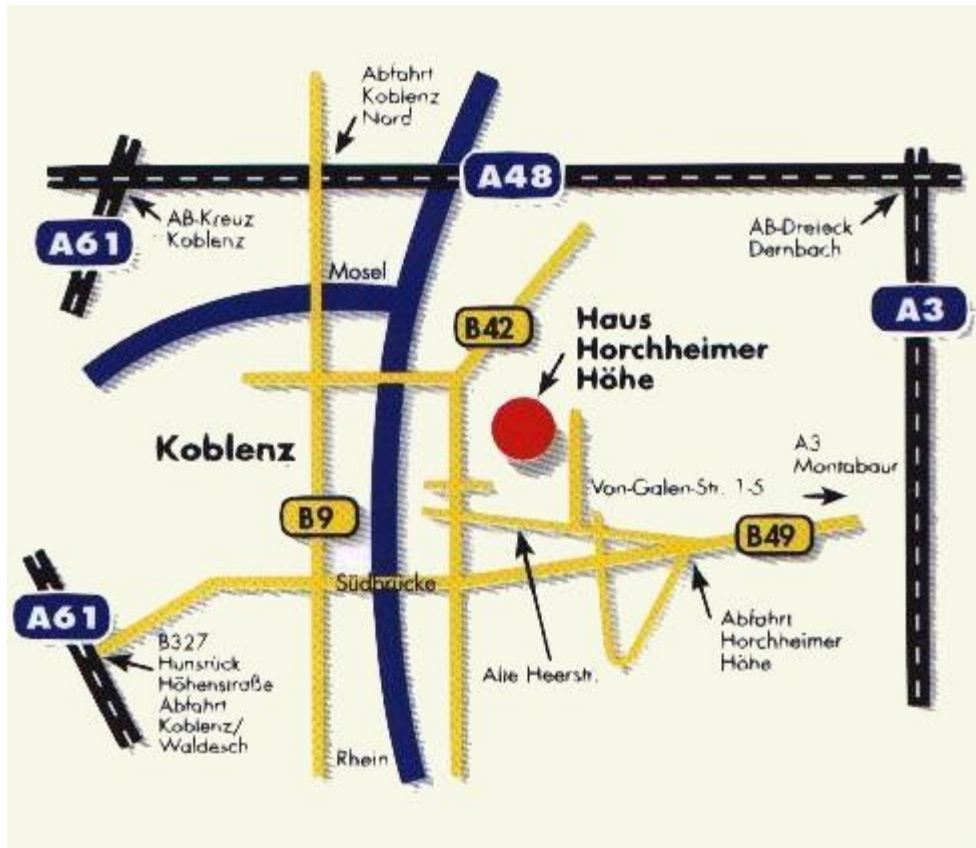 Abfahrt
Koblenz
Nord
A48
AB-Kreuz
Koblenz
A61
AB-Dreieck
Dernbach
Mosel
A3
B42
Haus
Horchheimer
Höhe
Koblenz
A3
Montabaur
Von-Galen-Str. 1-5
B9
B49
Südbrücke
A61
B327
Hunsrück
Höhenstraße
Abfahrt
Koblenz/
Waldesch
Alte Heerstr.
Abfahrt
Horchheimer
Höhe
Rhein